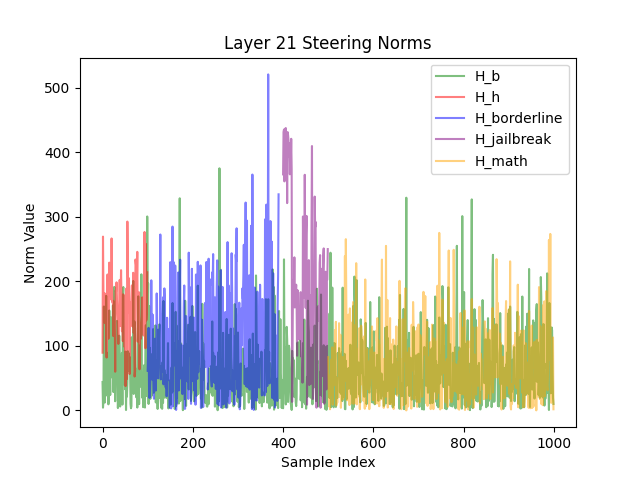 Layer 21 Steering Norms
H_b
H_h
H_borderline
H_jailbreak
H_math
Norm Value
500
400
300
200
100
0
0 200 400 600 800 1000
Sample Index